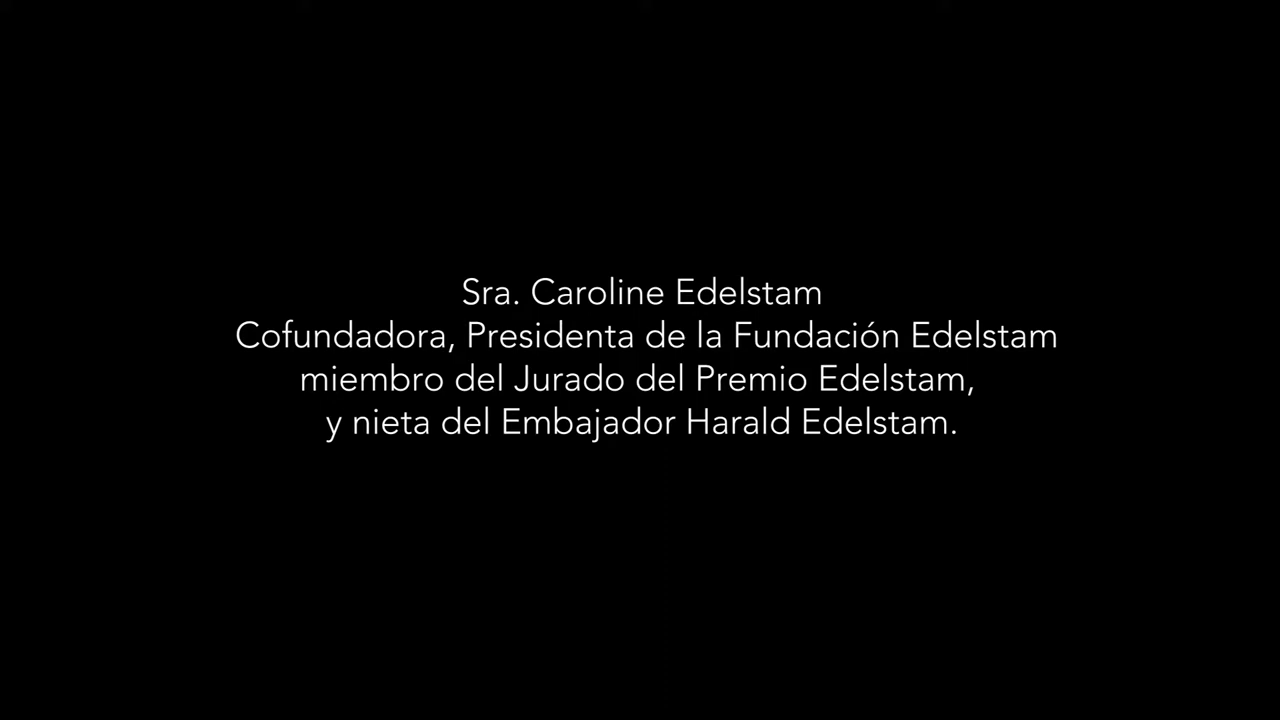 Sra. Caroline Edelstam
Cofundadora, Presidenta de la Fundación Edelstam
miembro del Jurado del Premio Edelstam,
y nieta del Embajador Harald Edelstam.